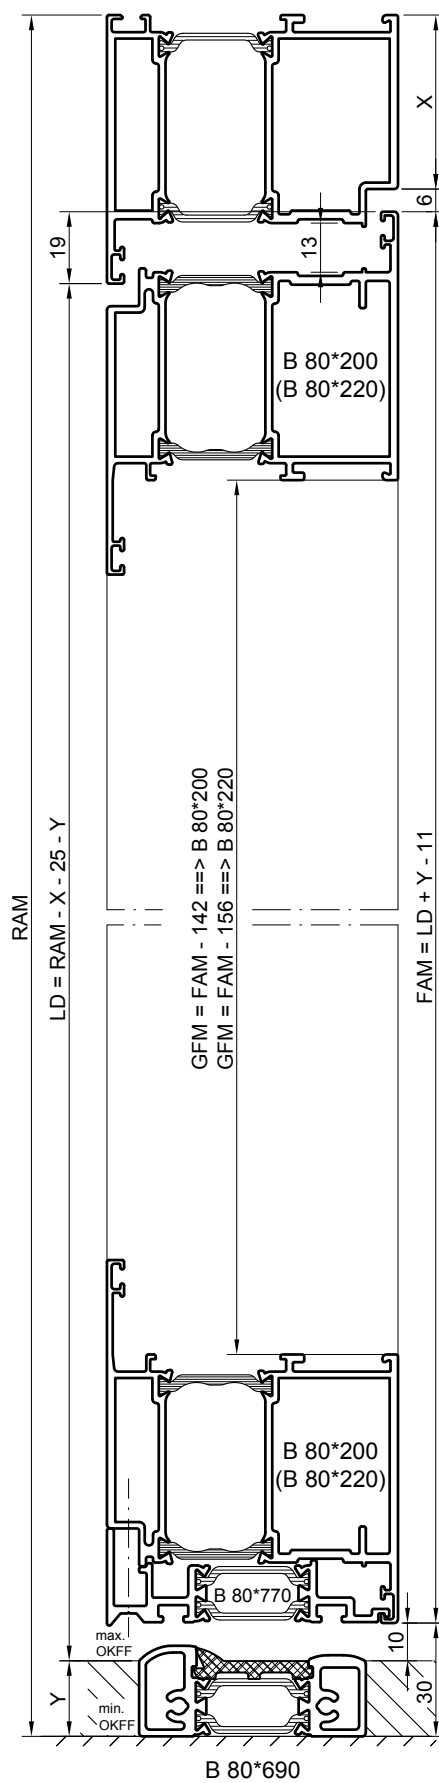 X
6
19
13
B 80*200
(B 80*220)
RAM
LD = RAM - X - 25 - Y
GFM = FAM - 142 ==> B 80*200
GFM = FAM - 156 ==> B 80*220
FAM = LD + Y - 11
B 80*200
(B 80*220)
B 80*770
max.
OKFF
10
Y
min.
OKFF
30
B 80*690